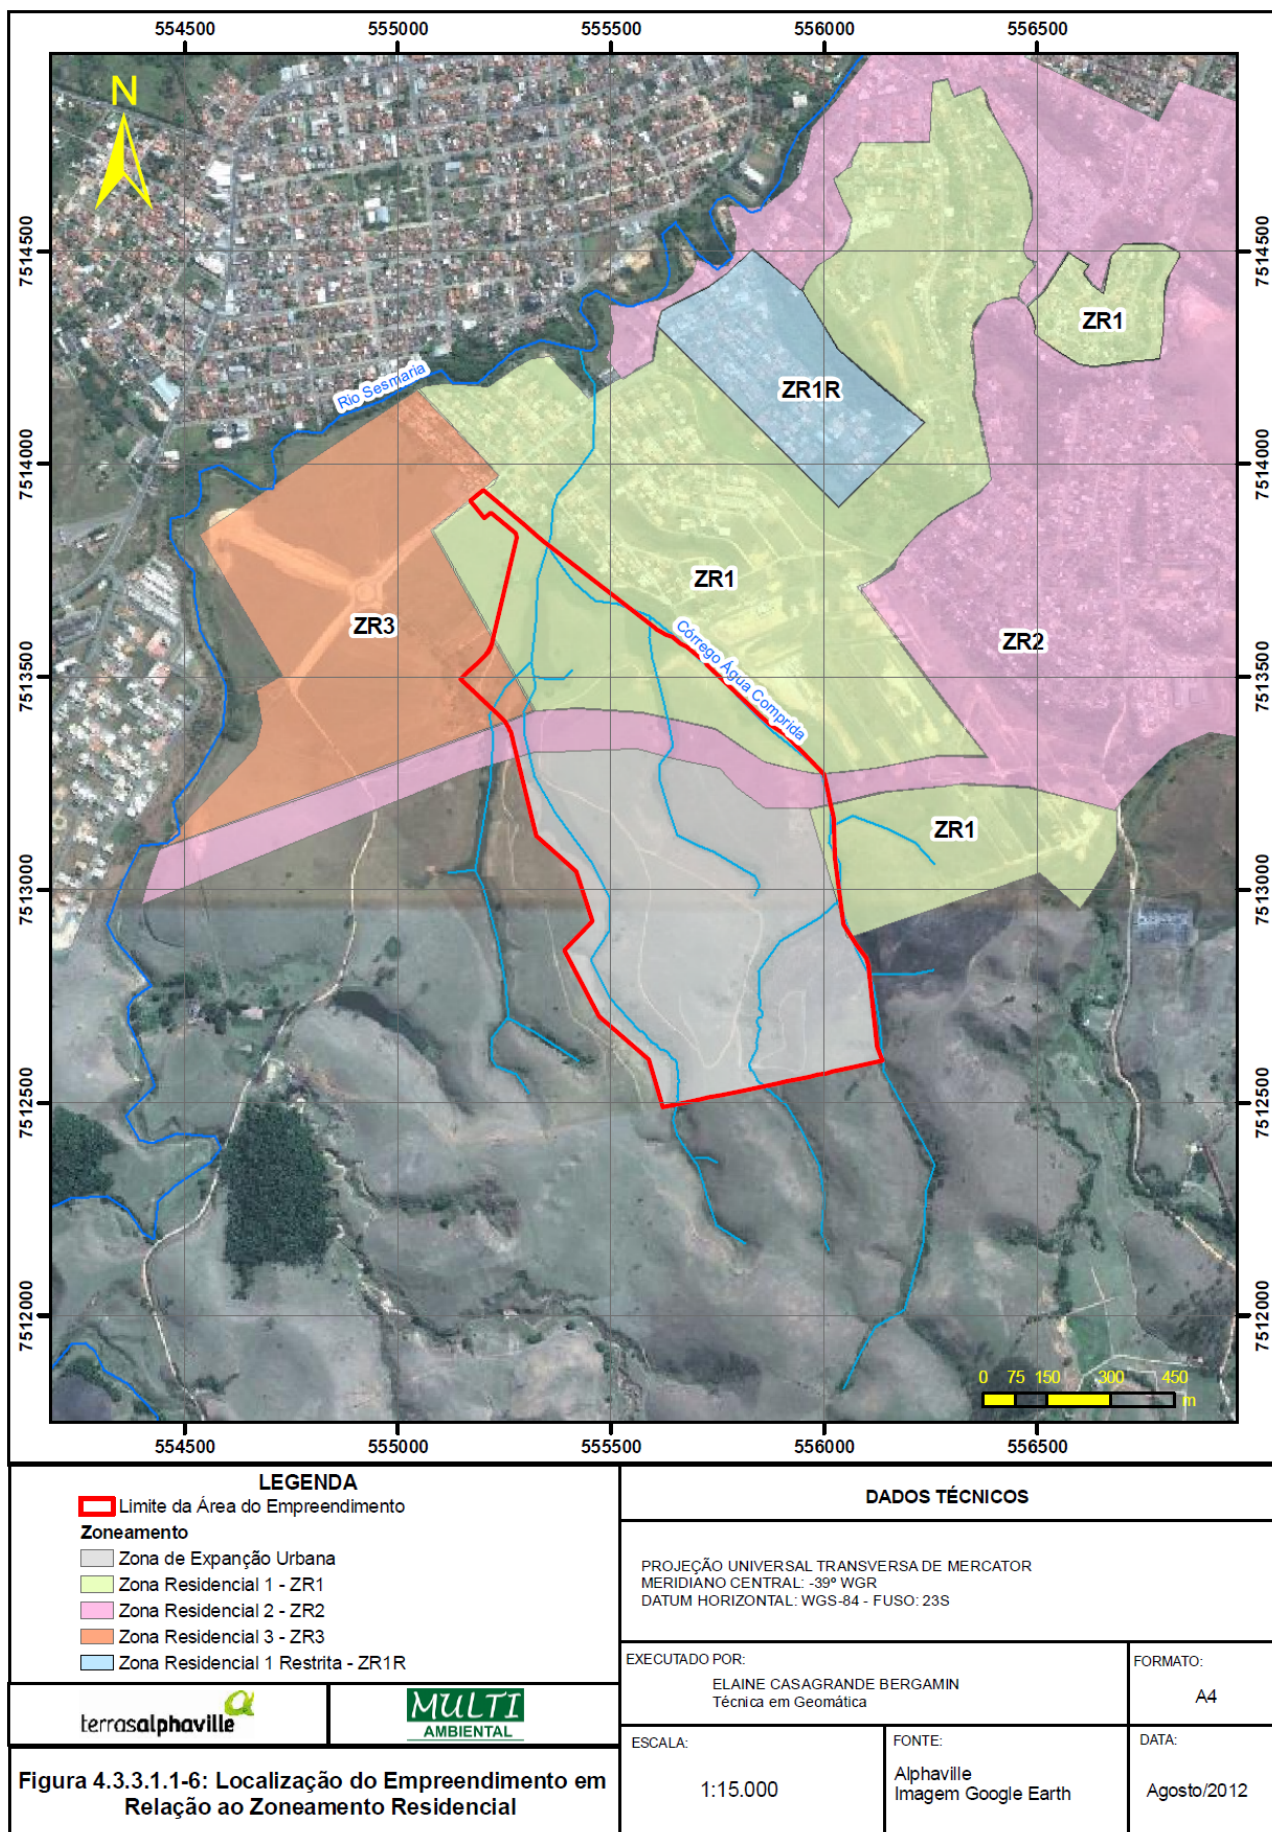 554500 555000 555500 556000 556500
N
7514500 7514500
ZR1
Rio Sesmaria
ZR1R
7514000 7514000
ZR1
ZR3
Córrego Água Comprida
ZR2
7513500 7513500
ZR1
7513000 7513000
7512500 7512500
7512000 7512000
0 75 150 300 450
m
554500 555000 555500 556000 556500
LEGENDA
Limite da Área do Empreendimento
Zoneamento
Zona de Expanção Urbana
Zona Residencial 1 - ZR1
Zona Residencial 2 - ZR2
Zona Residencial 3 - ZR3
Zona Residencial 1 Restrita - ZR1R
terrasalphaville
MULTI
AMBIENTAL
Figura 4.3.3.1.1-6: Localização do Empreendimento em
Relação ao Zoneamento Residencial
DADOS TÉCNICOS
PROJEÇÃO UNIVERSAL TRANSVERSA DE MERCATOR
MERIDIANO CENTRAL: -39º WGR
DATUM HORIZONTAL: WGS-84 - FUSO: 23S
EXECUTADO POR:
ELAINE CASAGRANDE BERGAMIN
Técnica em Geomática
FORMATO:
A4
ESCALA:
1:15.000
FONTE:
Alphaville
Imagem Google Earth
DATA:
Agosto/2012